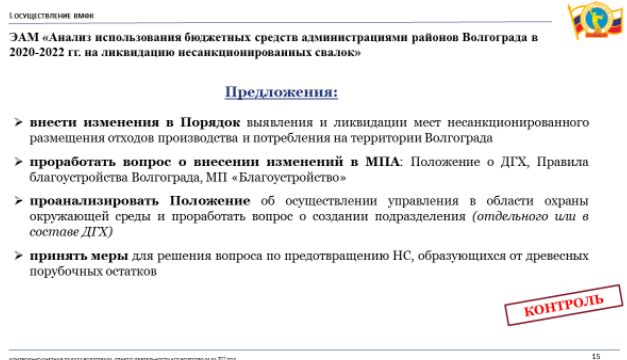 I. ОСУЩЕСТВЛЕНИЕ ВМФК
ЭАМ «Анализ использования бюджетных средств администрациями районов Волгограда в
2020-2022 гг. на ликвидацию несанкционированных свалок»
Предложения:
➢ внести изменения в Порядок выявления и ликвидации мест несанкционированного
размещения отходов производства и потребления на территории Волгограда
➢ проработать вопрос о внесении изменений в МПА: Положение о ДГХ, Правила
благоустройства Волгограда, МП «Благоустройство»
➢ проанализировать Положение об осуществлении управления в области охраны
окружающей среды и проработать вопрос о создании подразделения (отдельного или в
составе ДГХ)
➢ принять меры для решения вопроса по предотвращению НС, образующихся от древесных
порубочных остатков
КОНТРОЛЬ
15